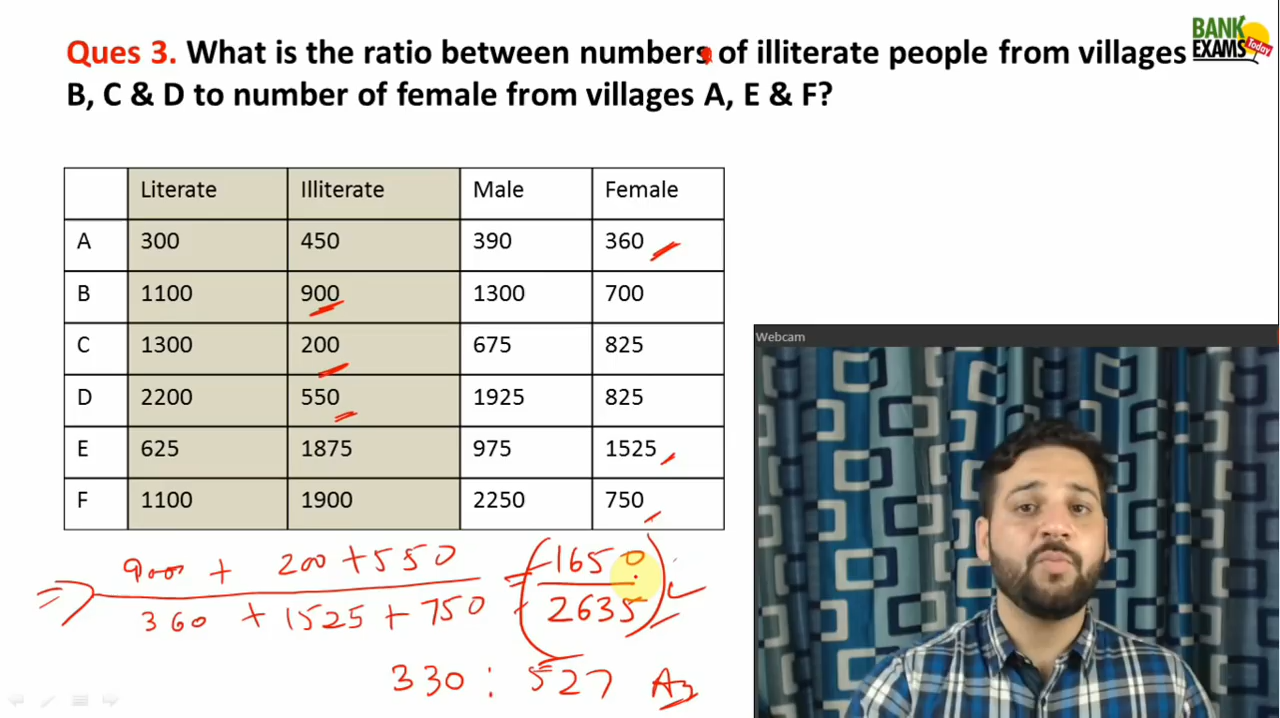 BANK
EXAMS Today
Ques 3. What is the ratio between numbers of illiterate people from villages
B, C & D to number of female from villages A, E & F?
Literate Illiterate Male Female
A 300 450 390 360
B 1100 900 1300 700
C 1300 200 675 825
D 2200 550 1925 825
E 625 1875 975 1525
F 1100 1900 2250 750
Webcam
900 + 200 + 550
360 + 1525 + 750
= 1650
2635
330 : 527 Ans